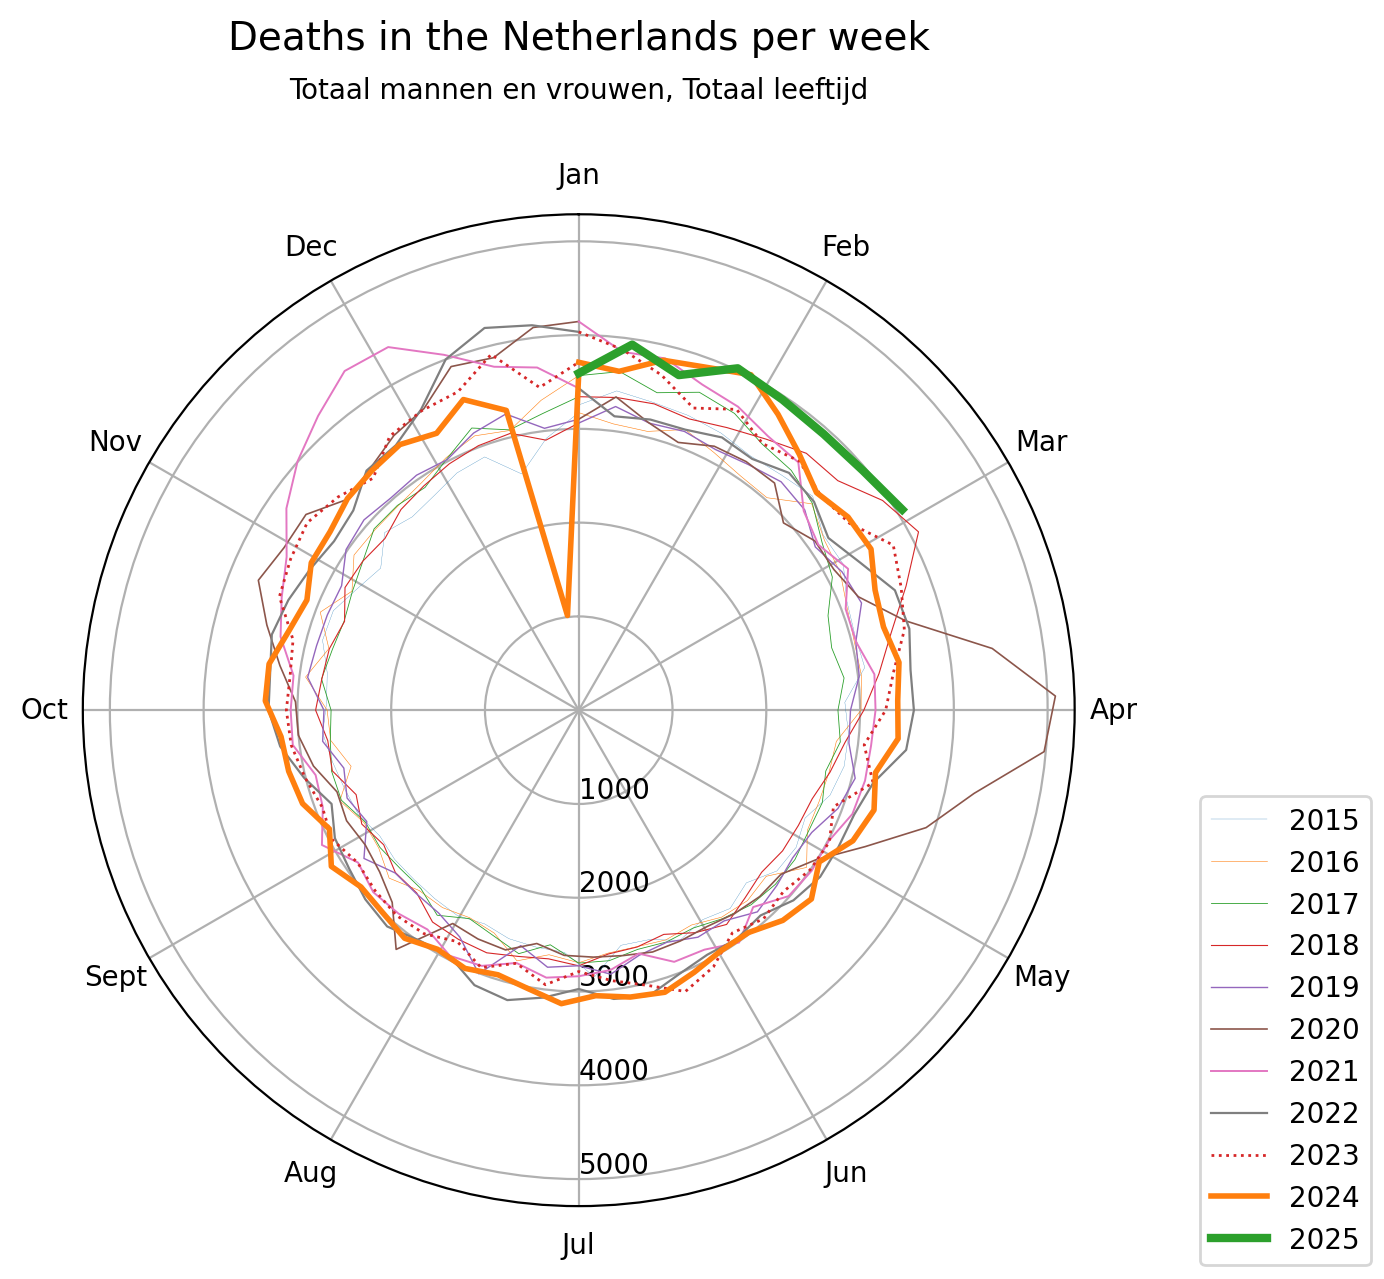 Deaths in the Netherlands per week
Totaal mannen en vrouwen, Totaal leeftijd
Jan
Feb
Mar
Apr
May
Jun
Jul
Aug
Sept
Oct
Nov
Dec
1000
2000
3000
4000
5000
2015
2016
2017
2018
2019
2020
2021
2022
2023
2024
2025